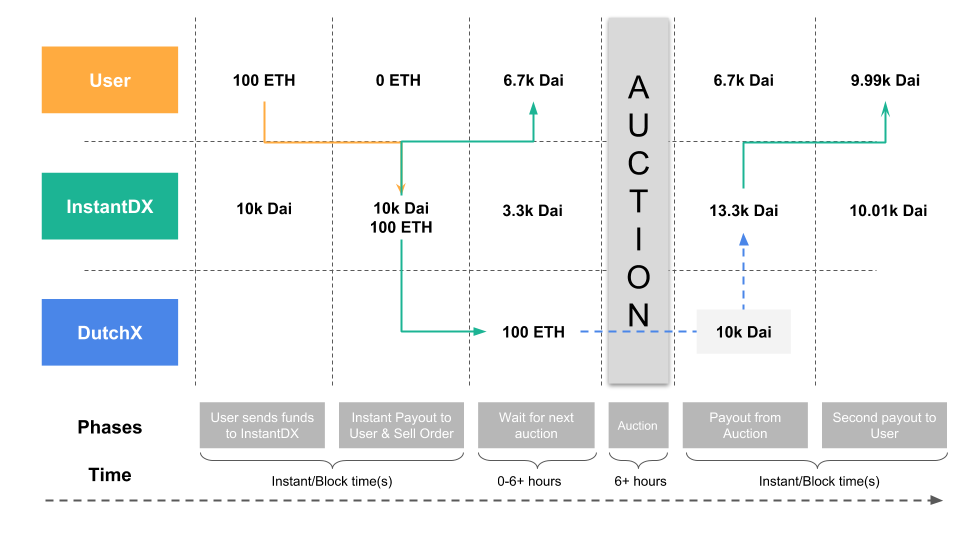 User
100 ETH
0 ETH
6.7k Dai
AUCTION
6.7k Dai
9.99k Dai
InstantDX
10k Dai
10k Dai
100 ETH
3.3k Dai
13.3k Dai
10.01k Dai
DutchX
100 ETH
10k Dai
Phases
User sends funds
to InstantDX
Instant Payout to
User & Sell Order
Wait for next
auction
Auction
Payout from
Auction
Second payout to
User
Time
Instant/Block time(s)
0-6+ hours
6+ hours
Instant/Block time(s)